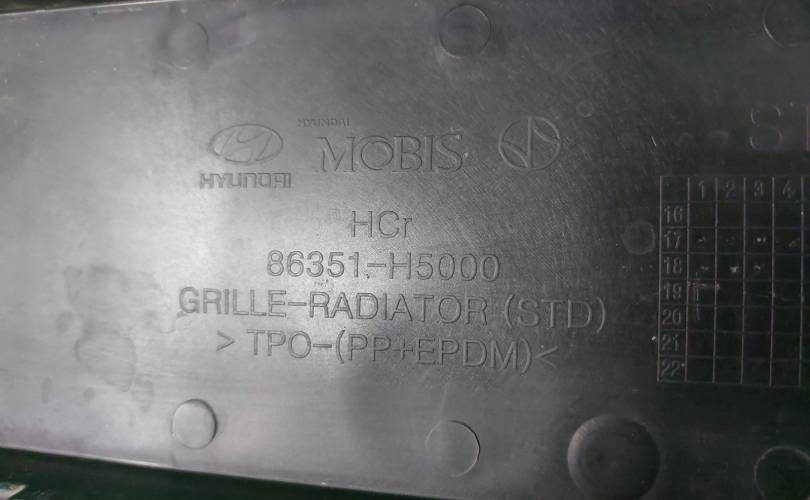 HYUNDAI
HYUNDAI
MOBIS
HCr
86351-H5000
GRILLE-RADIATOR (STD)
> TPO-(PP+EPDM) <
ST
1 2 3 4
16
17
18
19
20
21
22